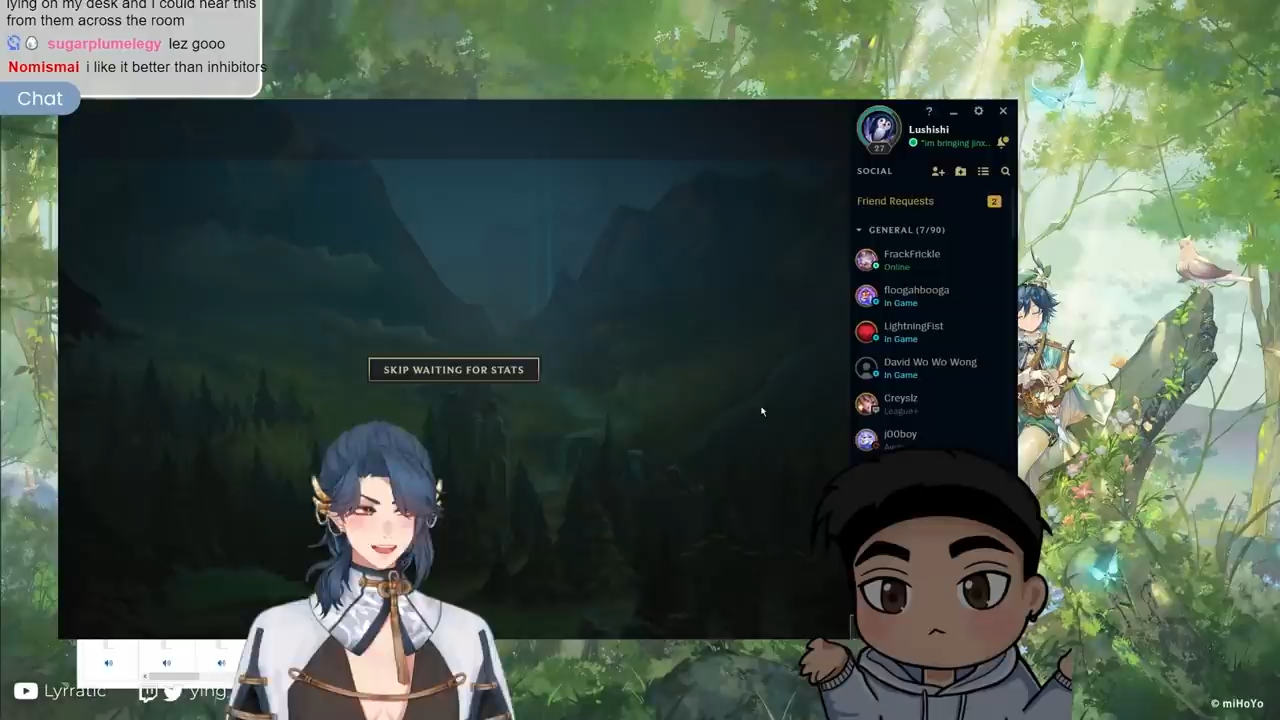 lying on my desk and I could hear this
from them across the room
sugarplumelegy lez gooo
Nomismai i like it better than inhibitors
Chat
?
Lushishi
27
"im bringing jinx..
SOCIAL
Friend Requests
2
GENERAL (7/90)
FrackFrickle
Online
floogahbooga
In Game
LightningFist
In Game
David Wo Wo Wong
In Game
Creyslz
League+
j00boy
SKIP WAITING FOR STATS
Lyrratic
ying
© miHoYo